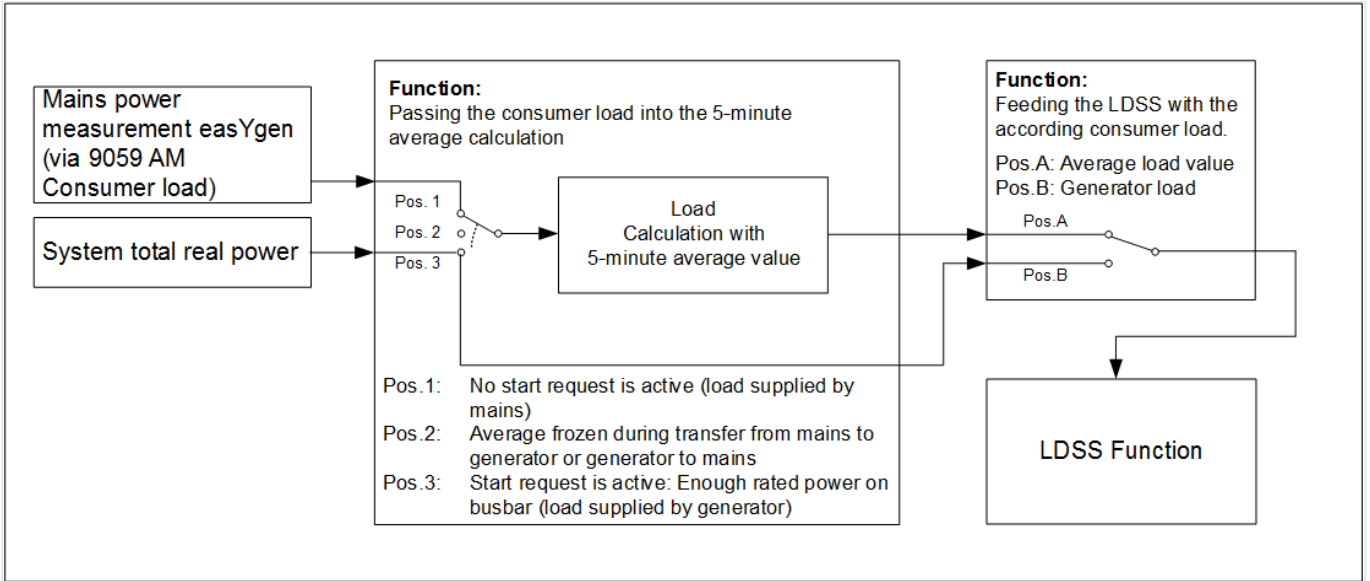 Mains power
measurement easYgen
(via 9059 AM
Consumer load)
System total real power
Function:
Passing the consumer load into the 5-minute
average calculation
Pos. 1
Pos. 2
Pos. 3
Load
Calculation with
5-minute average value
Pos.1: No start request is active (load supplied by
mains)
Pos.2: Average frozen during transfer from mains to
generator or generator to mains
Pos.3: Start request is active: Enough rated power on
busbar (load supplied by generator)
Function:
Feeding the LDSS with the
according consumer load.
Pos.A: Average load value
Pos.B: Generator load
Pos.A
Pos.B
LDSS Function